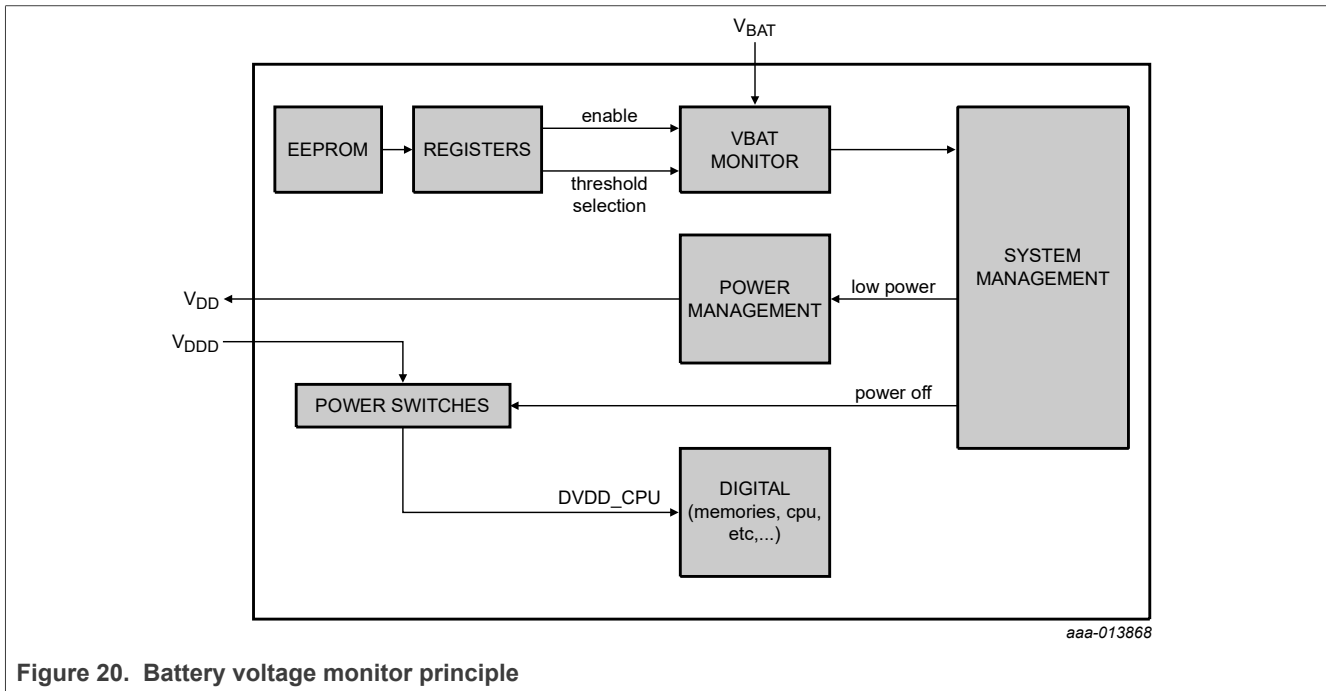 VBAT
EEPROM
REGISTERS
enable
threshold
selection
VBAT
MONITOR
SYSTEM
MANAGEMENT
VDD
POWER
MANAGEMENT
low power
VDDD
POWER SWITCHES
power off
DVDD_CPU
DIGITAL
(memories, cpu,
etc,...)
aaa-013868
Figure 20. Battery voltage monitor principle